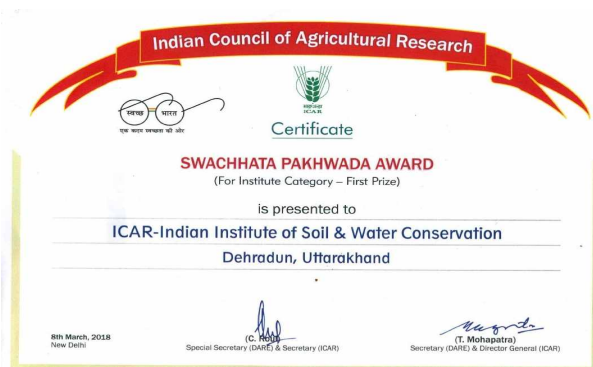 Indian Council of Agricultural Research
स्वच्छ भारत
एक कदम स्वच्छता की ओर
ICAR
Certificate
SWACHHATA PAKHWADA AWARD
(For Institute Category – First Prize)
is presented to
ICAR-Indian Institute of Soil & Water Conservation
Dehradun, Uttarakhand
8th March, 2018
New Delhi
(C. Roul)
Special Secretary (DARE) & Secretary (ICAR)
(T. Mohapatra)
Secretary (DARE) & Director General (ICAR)